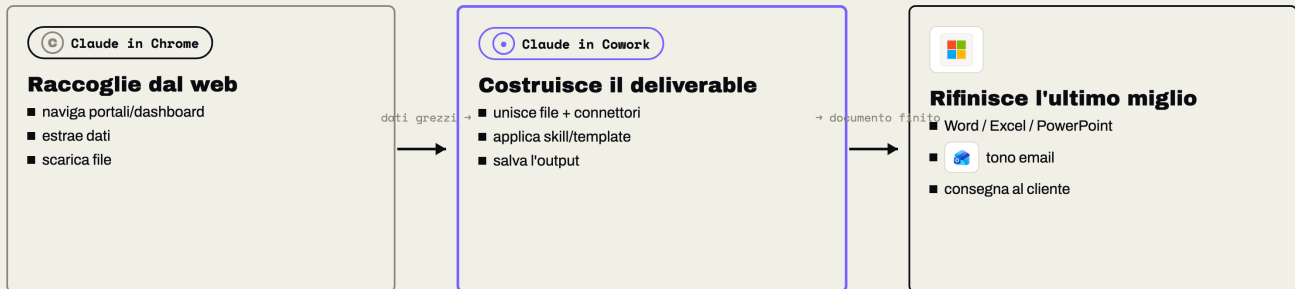 C Claude in Chrome
Raccoglie dal web
naviga portali/dashboard
estrae dati
scarica file
dati grezzi →
Claude in Cowork
Costruisce il deliverable
unisce file + connettori
applica skill/template
salva l'output
→ documento finito
Rifinisce l'ultimo miglio
Word / Excel / PowerPoint
tono email
consegna al cliente